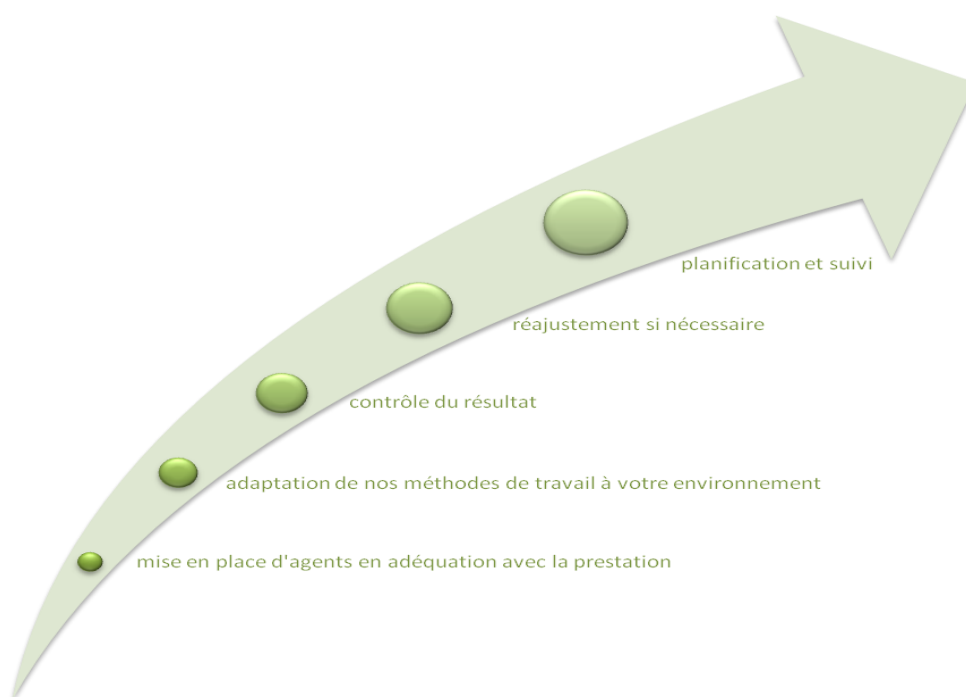 planification et suivi
réajustement si nécessaire
contrôle du résultat
adaptation de nos méthodes de travail à votre environnement
mise en place d'agents en adéquation avec la prestation